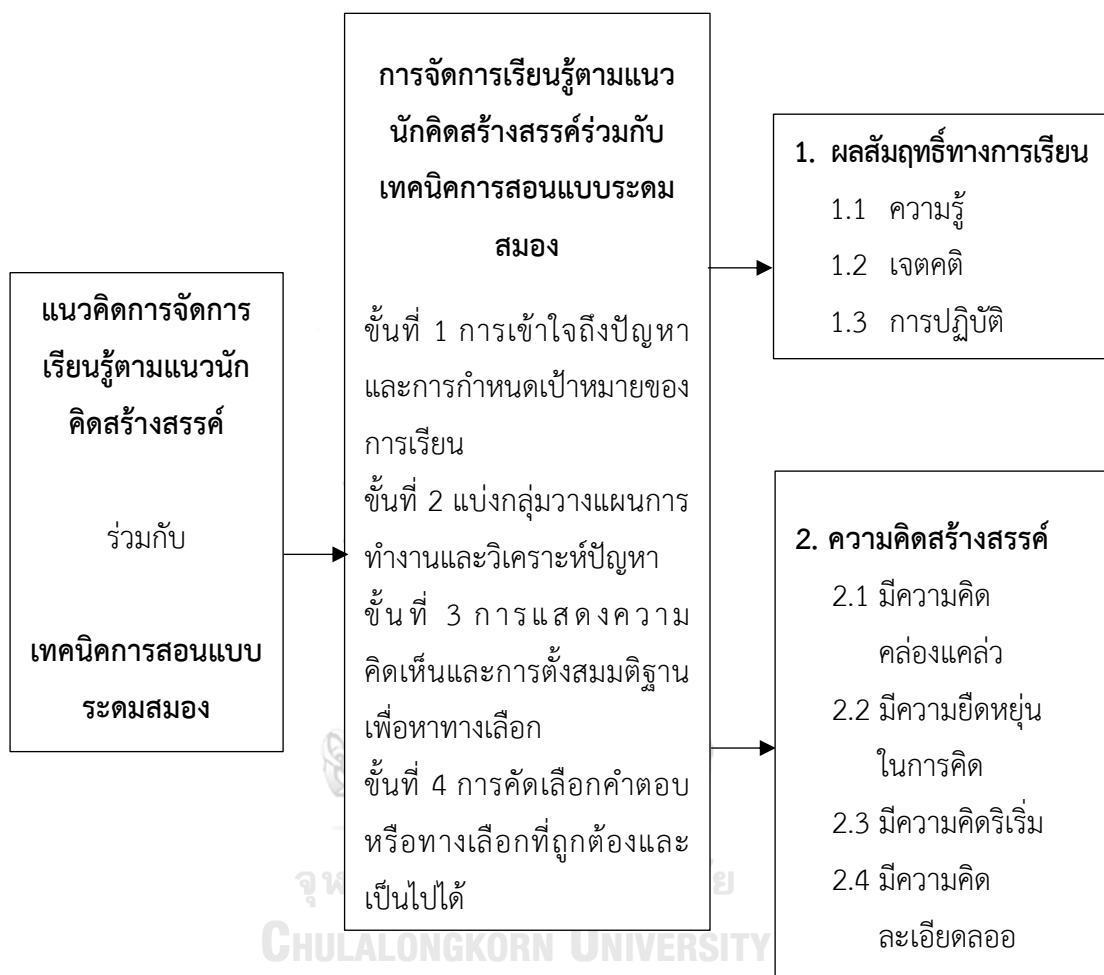 แนวคิดการจัดการ
เรียนรู้ตามแนวนัก
คิดสร้างสรรค์
ร่วมกับ
เทคนิคการสอนแบบ
ระดมสมอง
การจัดการเรียนรู้ตามแนว
นักคิดสร้างสรรค์ร่วมกับ
เทคนิคการสอนแบบระดม
สมอง
ขั้นที่ 1 การเข้าใจถึงปัญหา
และการกำหนดเป้าหมายของ
การเรียน
ขั้นที่ 2 แบ่งกลุ่มวางแผนการ
ทำงานและวิเคราะห์ปัญหา
ขั้นที่ 3 การแสดงความ
คิดเห็นและการตั้งสมมติฐาน
เพื่อหาทางเลือก
ขั้นที่ 4 การคัดเลือกคำตอบ
หรือทางเลือกที่ถูกต้องและ
เป็นไปได้
1. ผลสัมฤทธิ์ทางการเรียน
1.1 ความรู้
1.2 เจตคติ
1.3 การปฏิบัติ
2. ความคิดสร้างสรรค์
2.1 มีความคิด
คล่องแคล่ว
2.2 มีความยืดหยุ่น
ในการคิด
2.3 มีความคิดริเริ่ม
2.4 มีความคิด
ละเอียดลออ
CHULALONGKORN UNIVERSITY